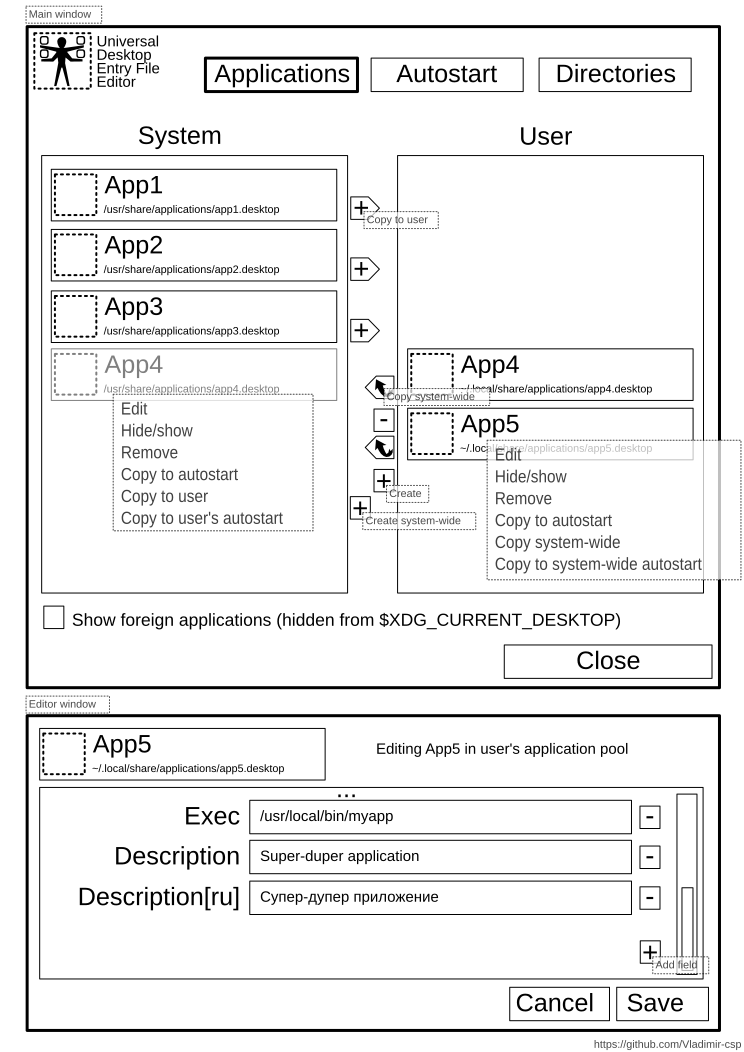 Main window
Universal
Desktop
Entry File
Editor
Applications
Autostart
Directories
System
User
App1
/usr/share/applications/app1.desktop
+
Copy to user
App2
/usr/share/applications/app2.desktop
+
App3
/usr/share/applications/app3.desktop
+
App4
/usr/share/applications/app4.desktop
Edit
Hide/show
Remove
Copy to autostart
Copy to user
Copy to user's autostart
App4
~/.local/share/applications/app4.desktop
Copy system-wide
-
App5
~/.local/share/applications/app5.desktop
Edit
Hide/show
Remove
Copy to autostart
Copy system-wide
Copy to system-wide autostart
+
Create
+
Create system-wide
Show foreign applications (hidden from $XDG_CURRENT_DESKTOP)
Close
Editor window
App5
~/.local/share/applications/app5.desktop
Editing App5 in user's application pool
...
Exec
/usr/local/bin/myapp
-
Description
Super-duper application
-
Description[ru]
Супер-дупер приложение
-
+
Add field
Cancel
Save
https://github.com/Vladimir-csp